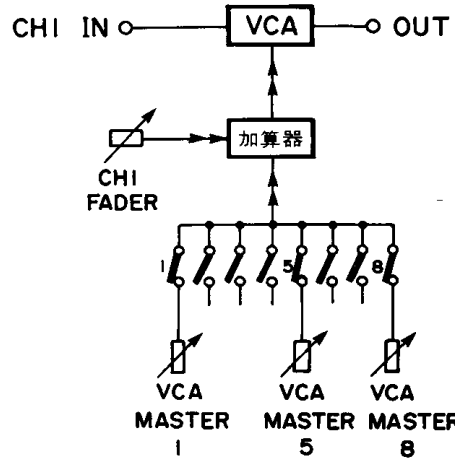 CH1 IN VCA OUT
加算器
CH1
FADER
1 5 8
VCA VCA VCA
MASTER MASTER MASTER
1 5 8